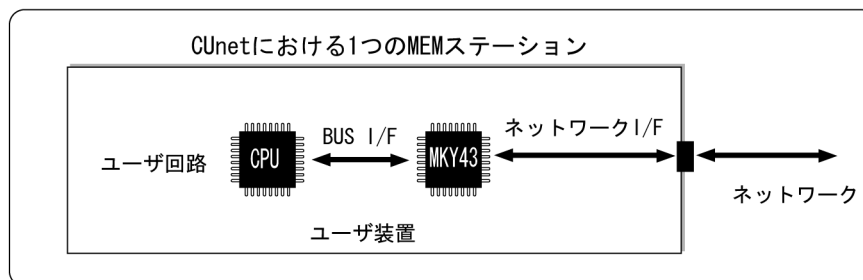 CUnetにおける1つのMEMステーション
ネットワークI/F
BUS I/F
ユーザ回路
CPU
MKY43
ネットワーク
ユーザ装置